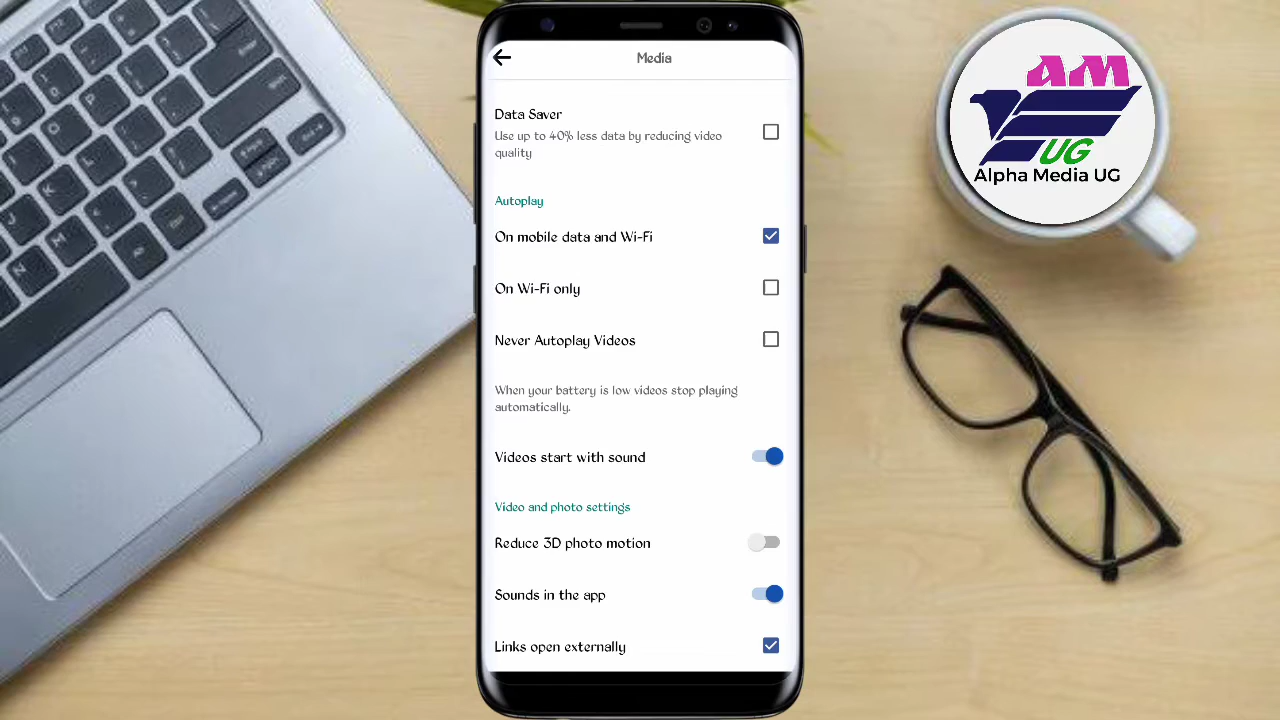 Media
Data Saver
Use up to 40% less data by reducing video
quality
Autoplay
On mobile data and Wi-Fi
On Wi-Fi only
Never Autoplay Videos
When your battery is low videos stop playing
automatically.
Videos start with sound
Video and photo settings
Reduce 3D photo motion
Sounds in the app
Links open externally
AM
UG
Alpha Media UG